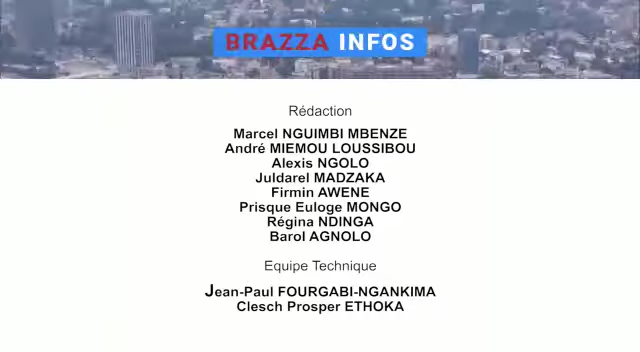 BRAZZA INFOS
Rédaction
Marcel NGUIMBI MBENZE
André MIEMOU LOUSSIBOU
Alexis NGOLO
Juldarel MADZAKA
Firmin AWENE
Prisque Euloge MONGO
Régina NDINGA
Barol AGNOLO
Equipe Technique
Jean-Paul FOURGABI-NGANKIMA
Clesch Prosper ETHOKA